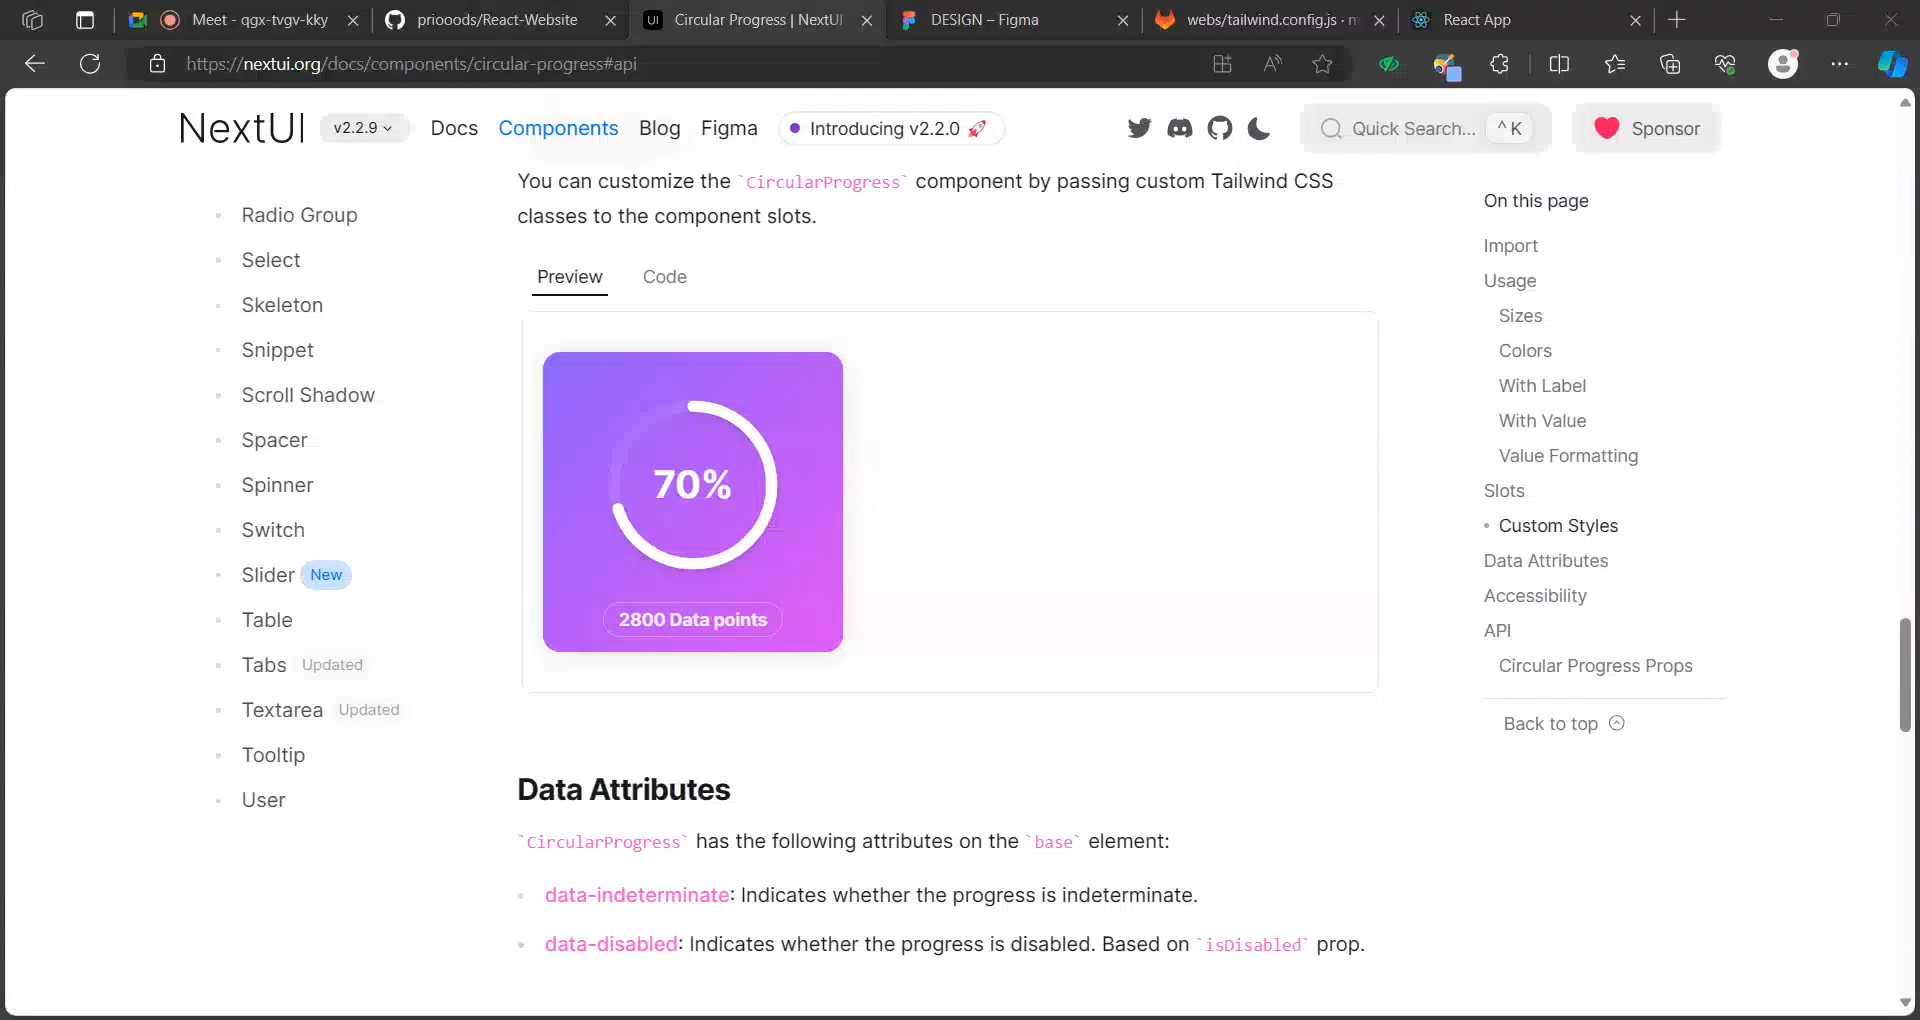 Meet - qgx-tvgv-kky
priooods/React-Website
UI Circular Progress | NextUI
DESIGN – Figma
webs/tailwind.config.js · m
React App
https://nextui.org/docs/components/circular-progress#api
NextUI
v2.2.9
Docs
Components
Blog
Figma
Introducing v2.2.0 🚀
Quick Search...
^ K
Sponsor
Radio Group
Select
Skeleton
Snippet
Scroll Shadow
Spacer
Spinner
Switch
Slider New
Table
Tabs Updated
Textarea Updated
Tooltip
User
You can customize the `CircularProgress` component by passing custom Tailwind CSS
classes to the component slots.
Preview
Code
70%
2800 Data points
Data Attributes
`CircularProgress` has the following attributes on the `base` element:
data-indeterminate: Indicates whether the progress is indeterminate.
data-disabled: Indicates whether the progress is disabled. Based on `isDisabled` prop.
On this page
Import
Usage
Sizes
Colors
With Label
With Value
Value Formatting
Slots
Custom Styles
Data Attributes
Accessibility
API
Circular Progress Props
Back to top